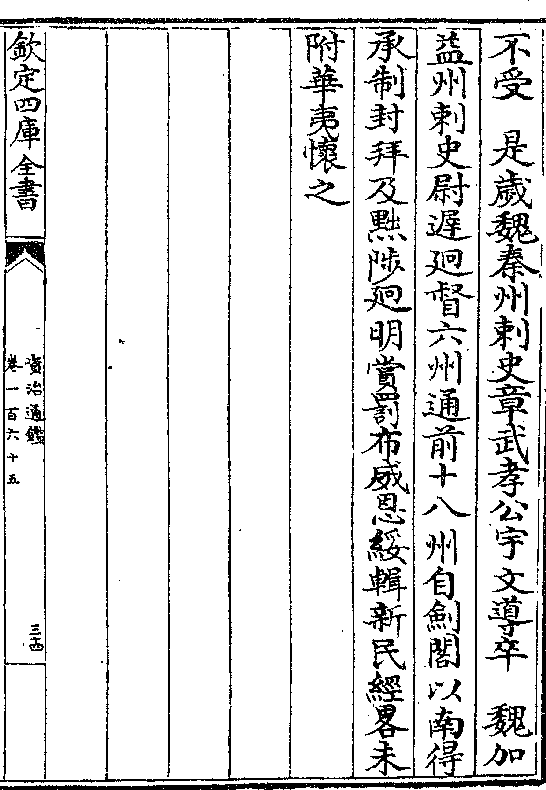 不受　是歲魏秦州刺史章武孝公宇文導卒　魏加
益州刺史尉遲迥督六州通前十八州自劍閣以南得
承制封拜及黜陟迥明賞罰布威恩綏輯新民經畧未
附華夷懷之
欽定四庫全書
資治通鑑
卷一百六十五
三十四